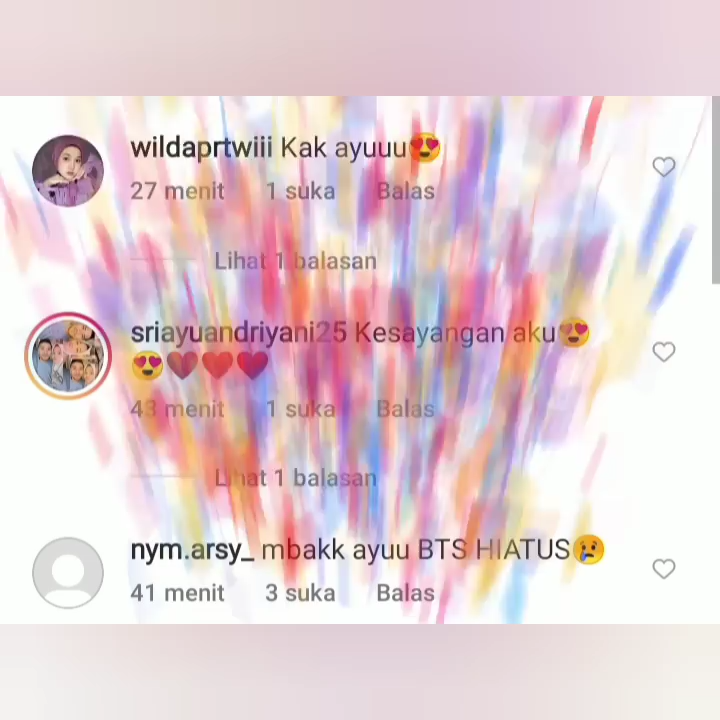 wildaprtwiii Kak ayuuu😍
27 menit 1 suka Balas
Lihat 1 balasan
sriayuandriyani25 Kesayangan aku😍
😍❤❤❤
43 menit 1 suka Balas
Lihat 1 balasan
nym.arsy_ mbakk ayuu BTS HIATUS😢
41 menit 3 suka Balas